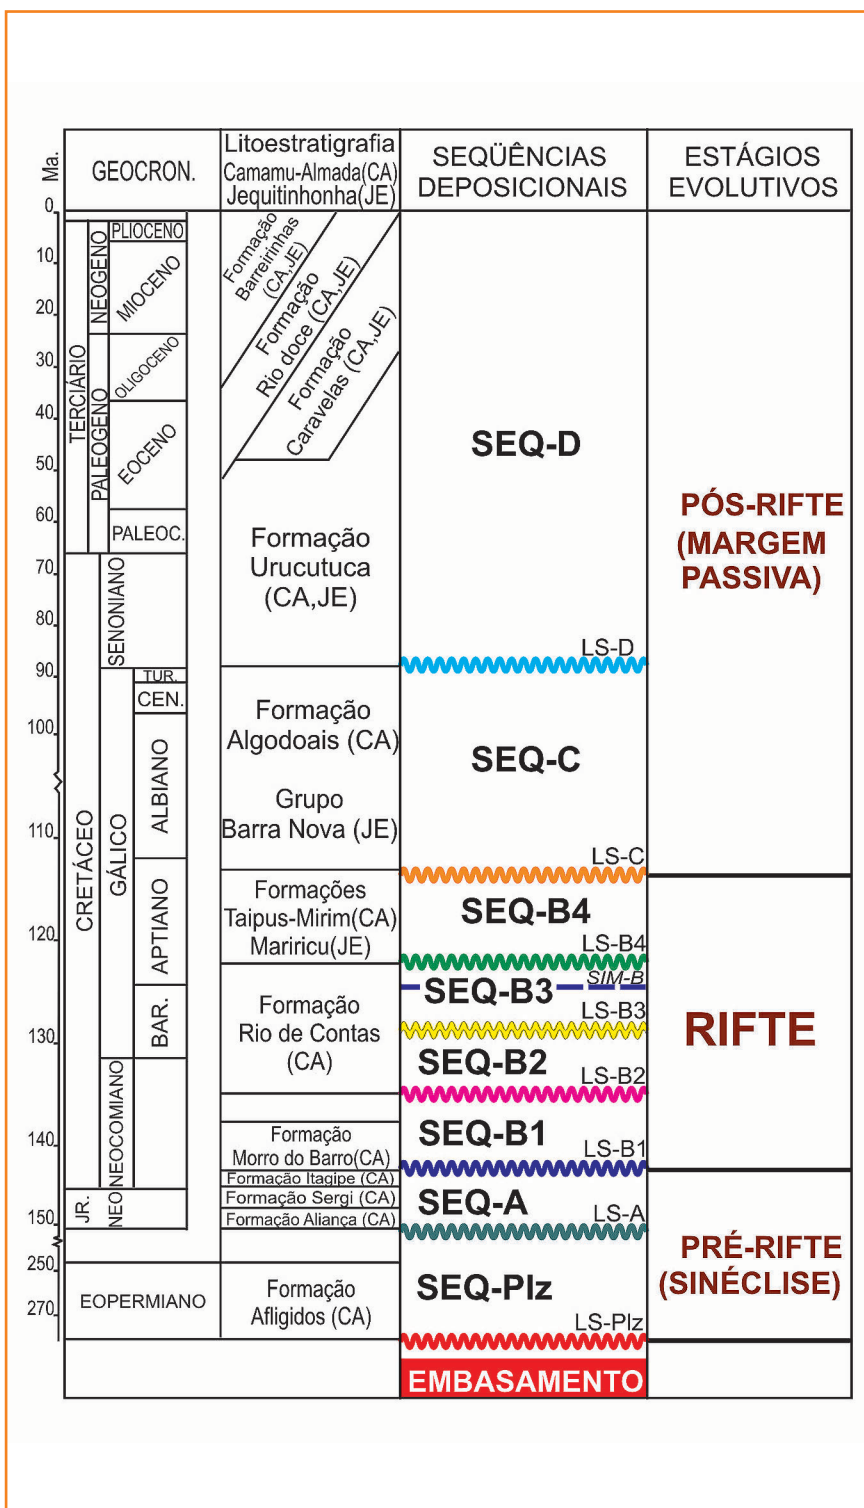 Ma.
GEOCRON.
Litoestratigrafia
Camamu-Almada(CA)
Jequitinhonha(JE)
SEQÜÊNCIAS
DEPOSICIONAIS
ESTÁGIOS
EVOLUTIVOS
0
10
20
30
40
50
60
70
80
90
100
110
120
130
140
150
250
270
TERCIÁRIO
NEOGENO
PALEOGENO
PLIOCENO
MIOCENO
OLIGOCENO
EOCENO
PALEOC.
CRETÁCEO
SENONIANO
GÁLICO
TUR.
CEN.
ALBIANO
APTIANO
BAR.
NEOCOMIANO
JR.
NEO
EOPERMIANO
Formação
Barreirinhas
(CA,JE)
Formação
Rio doce (CA,JE)
Formação
Caravelas (CA,JE)
Formação
Urucutuca
(CA,JE)
Formação
Algodoais (CA)
Grupo
Barra Nova (JE)
Formações
Taipus-Mirim(CA)
Mariricu(JE)
Formação
Rio de Contas
(CA)
Formação
Morro do Barro(CA)
Formação Itagipe (CA)
Formação Sergi (CA)
Formação Aliança (CA)
Formação
Afligidos (CA)
SEQ-D
LS-D
SEQ-C
LS-C
SEQ-B4
LS-B4
SIM-B
SEQ-B3
LS-B3
SEQ-B2
LS-B2
SEQ-B1
LS-B1
SEQ-A
LS-A
SEQ-Plz
LS-Plz
EMBASAMENTO
PÓS-RIFTE
(MARGEM
PASSIVA)
RIFTE
PRÉ-RIFTE
(SINÉCLISE)